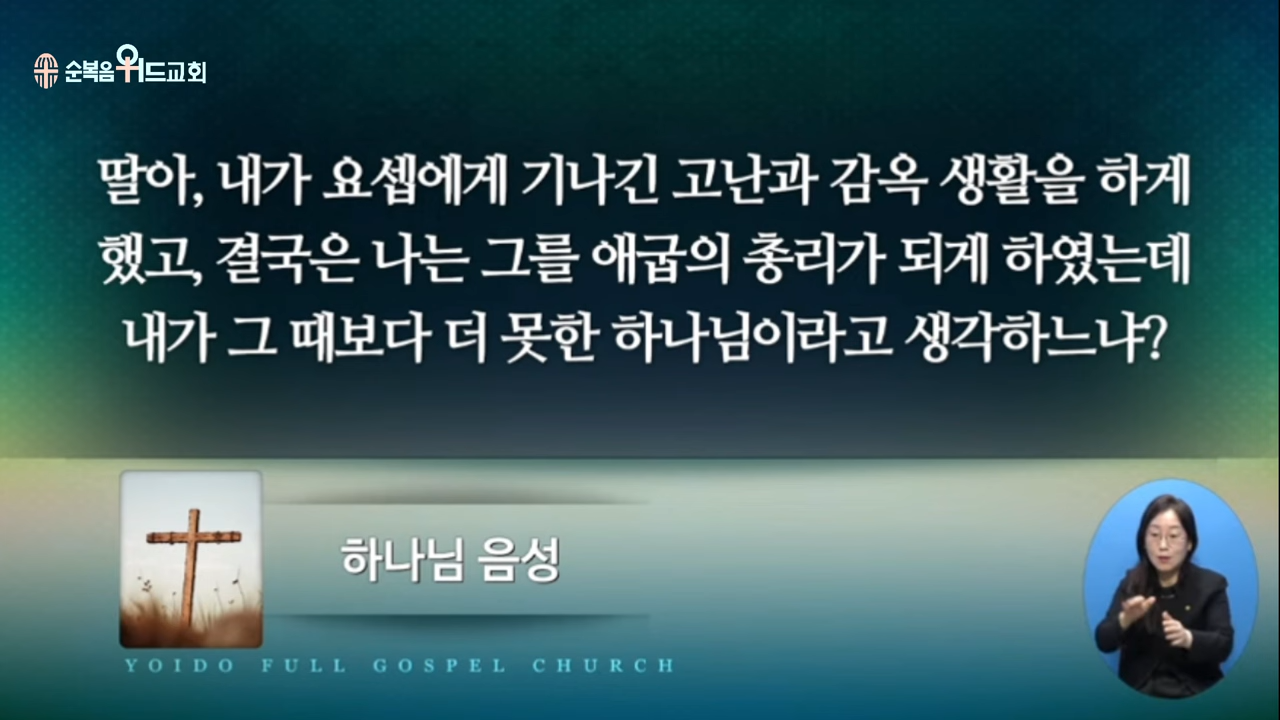 순복음위드교회
딸아, 내가 요셉에게 기나긴 고난과 감옥 생활을 하게
했고, 결국은 나는 그를 애굽의 총리가 되게 하였는데
내가 그 때보다 더 못한 하나님이라고 생각하느냐?
하나님 음성
YOIDO FULL GOSPEL CHURCH